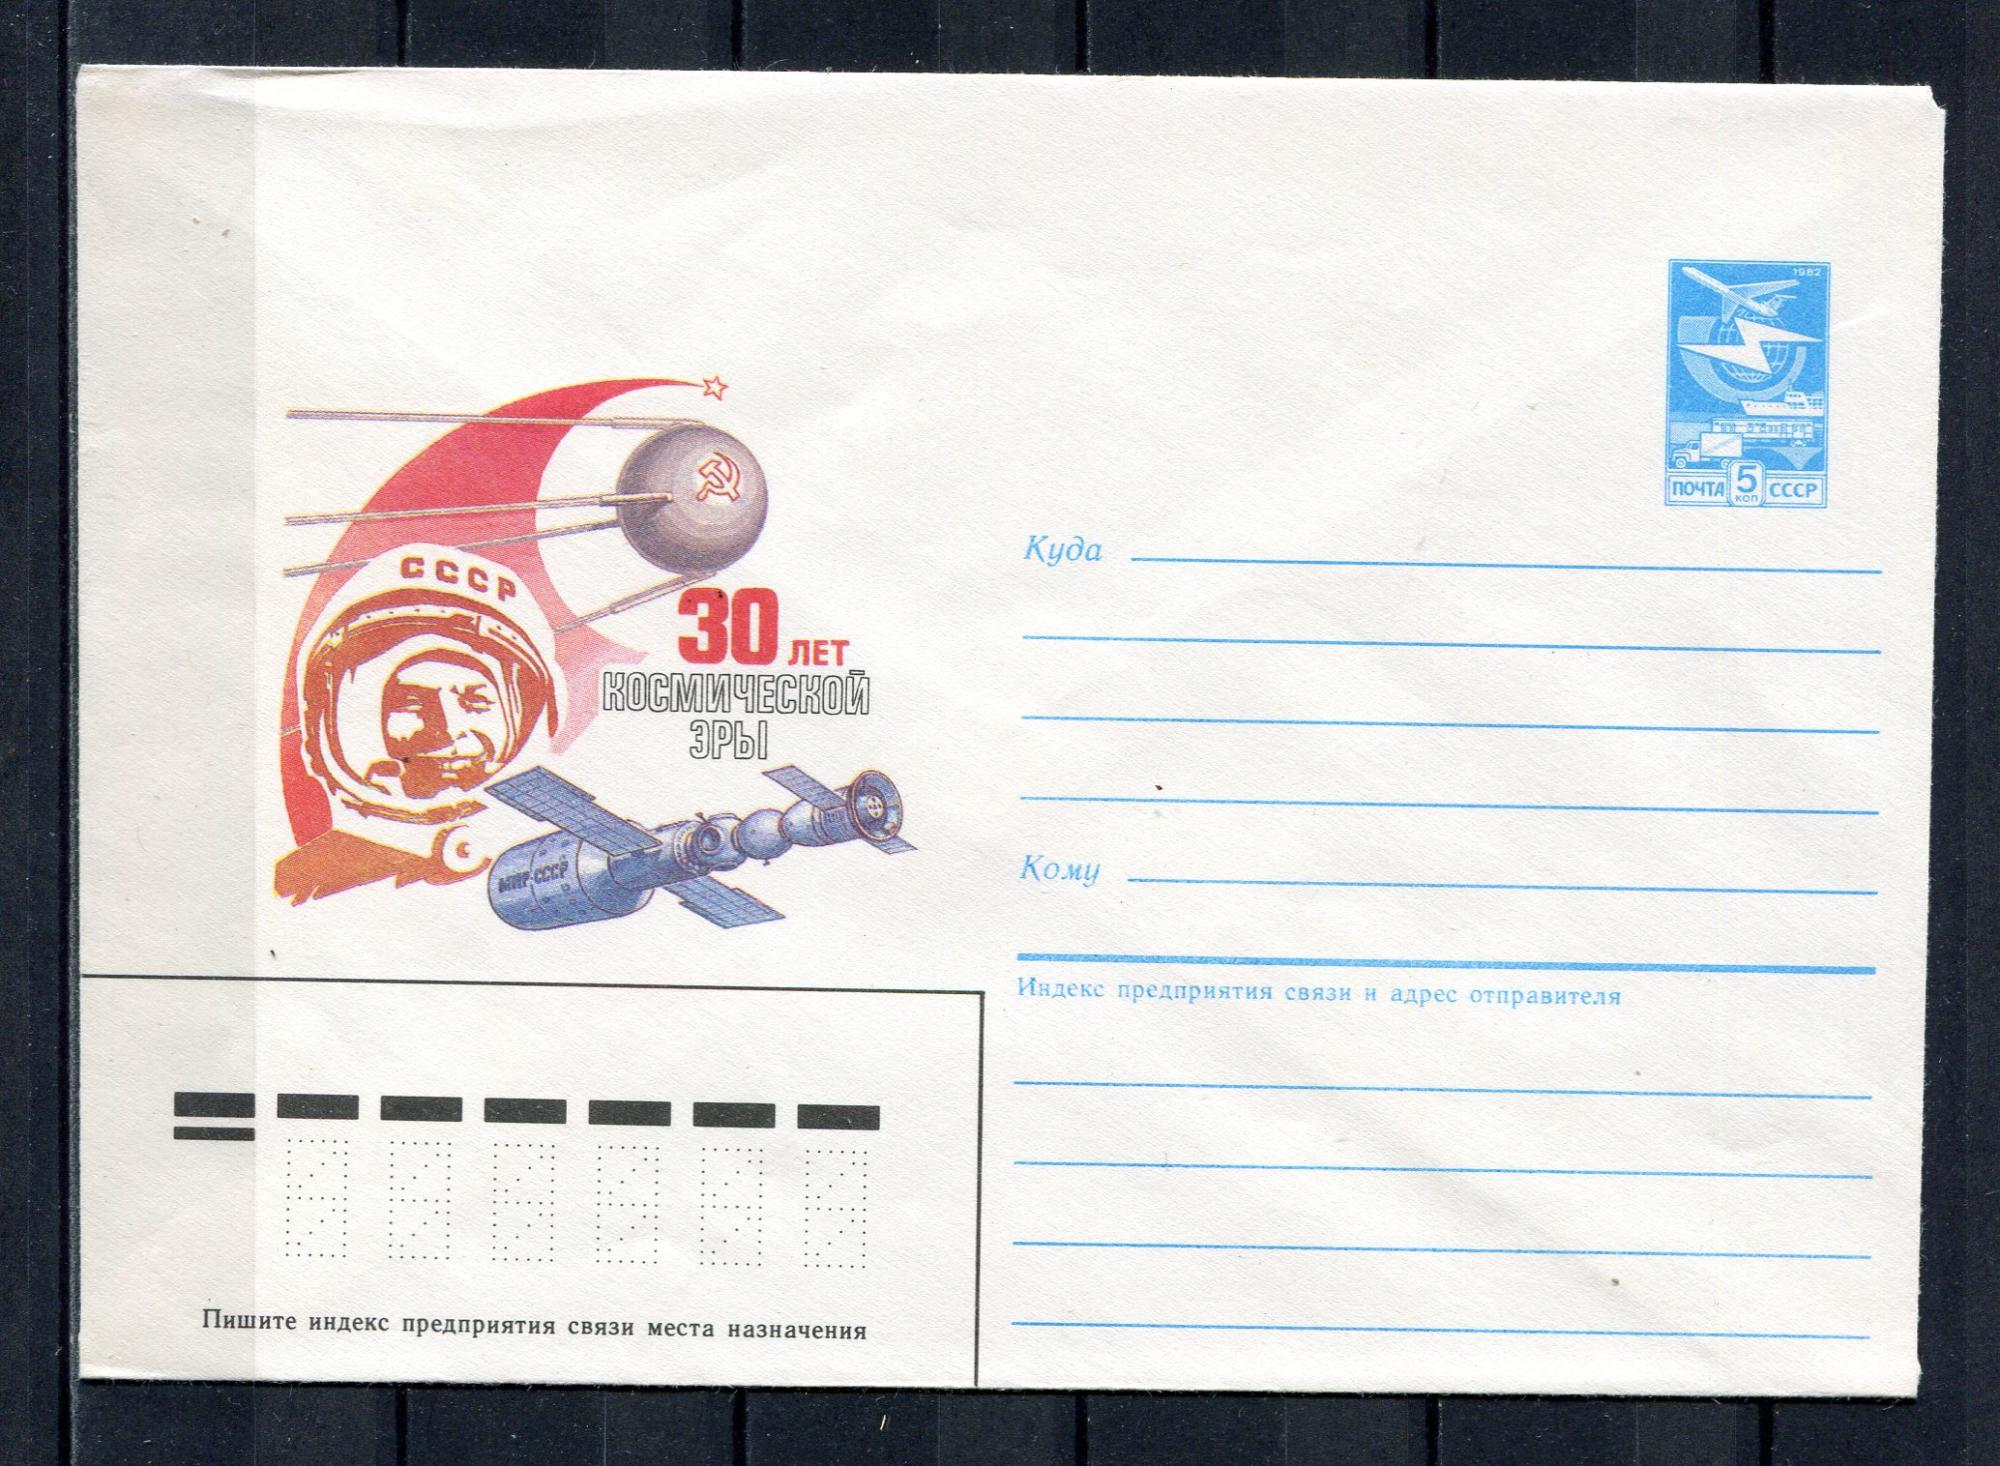 1982
ПОЧТА 5 КОП СССР
СССР
30 ЛЕТ
КОСМИЧЕСКОЙ
ЭРЫ
МИР-СССР
Куда
Кому
Индекс предприятия связи и адрес отправителя
Пишите индекс предприятия связи места назначения